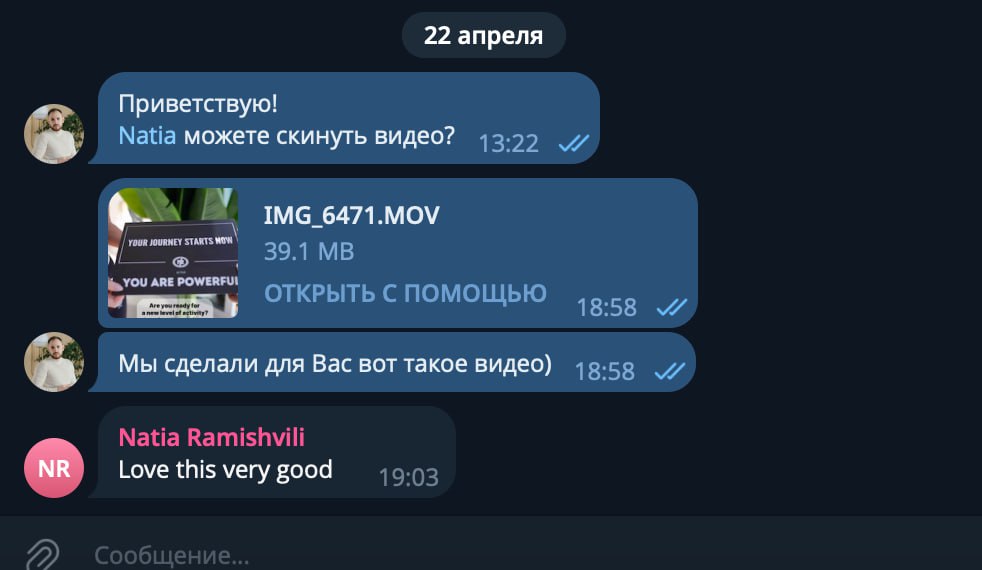 22 апреля
Приветствую!
Natia можете скинуть видео?
13:22
YOUR JOURNEY STARTS NOW
YOU ARE POWERFUL
Are you ready for
a new level of activity?
IMG_6471.MOV
39.1 MB
ОТКРЫТЬ С ПОМОЩЬЮ
18:58
Мы сделали для Вас вот такое видео)
18:58
NR
Natia Ramishvili
Love this very good
19:03
Сообщение...